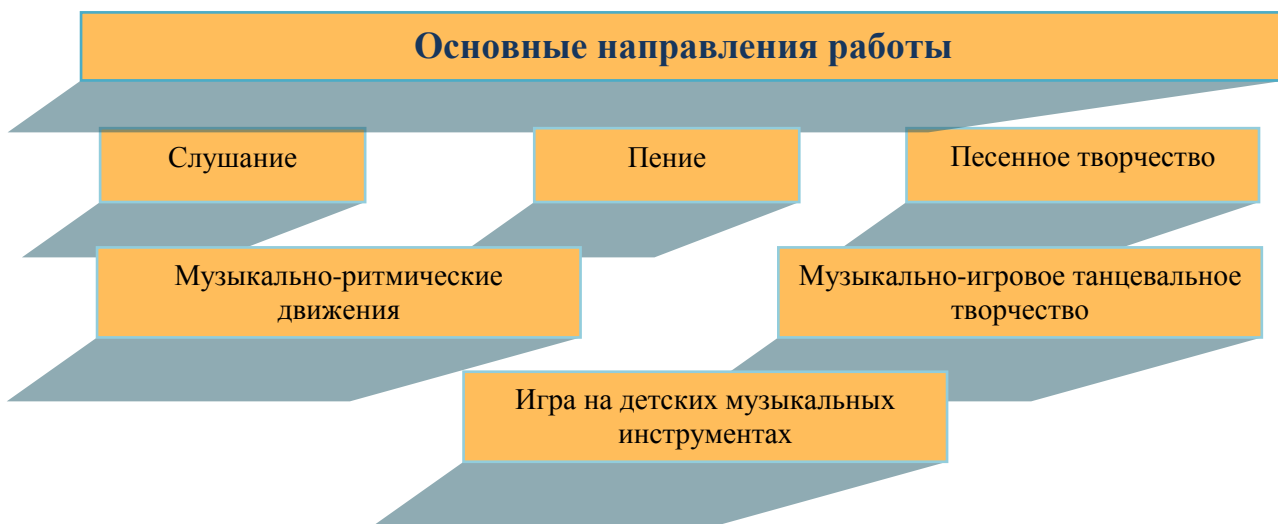 Основные направления работы
Слушание
Пение
Песенное творчество
Музыкально-ритмические
движения
Музыкально-игровое танцевальное
творчество
Игра на детских музыкальных
инструментах